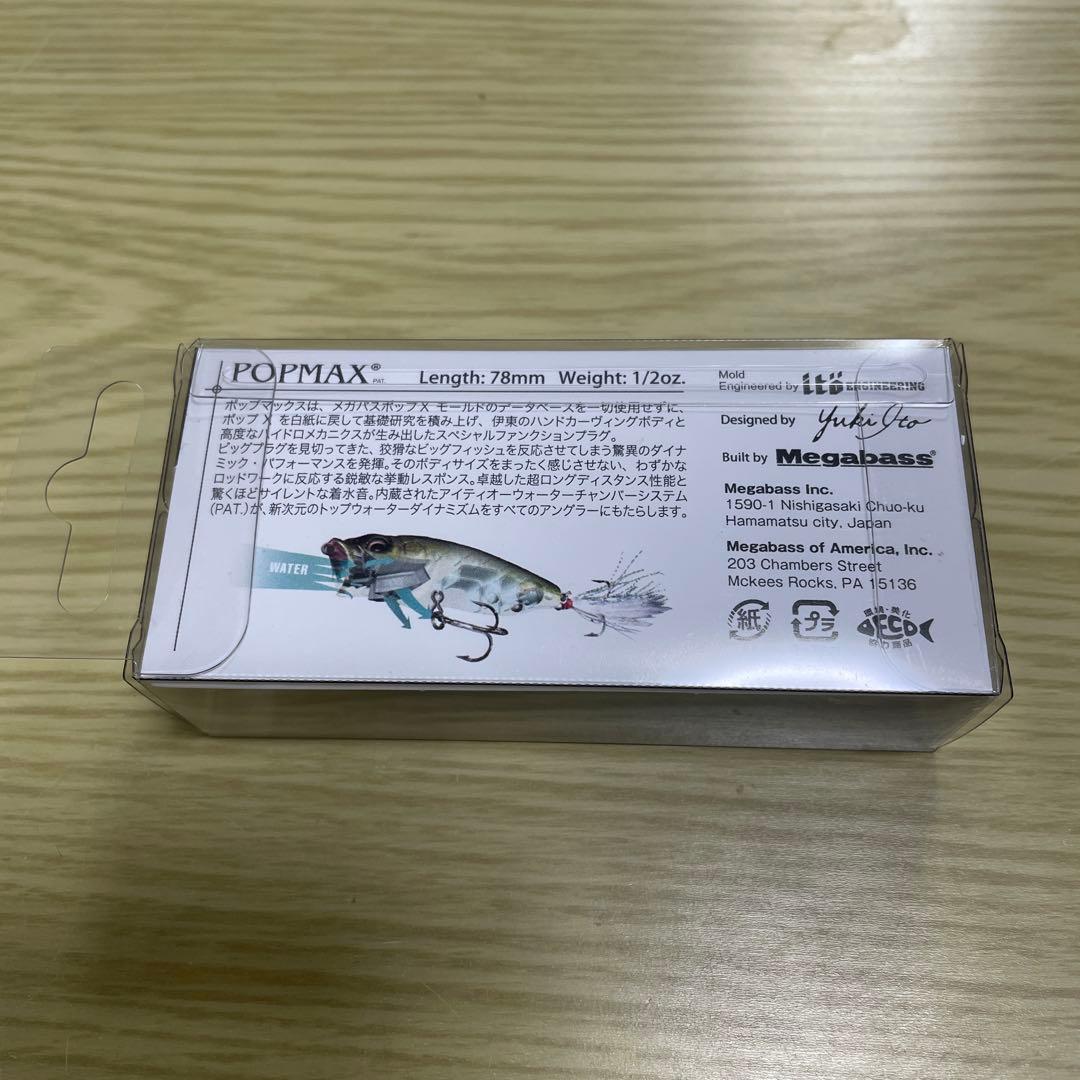 POPMAX® PAT. Length: 78mm Weight: 1/2oz.
ポップマックスは、メガバスポップX モールドのデータベースを一切使用せずに、
ポップ X を白紙に戻して基礎研究を積み上げ、伊東のハンドカーヴィングボディと
高度なハイドロメカニクスが生み出したスペシャルファンクションプラグ。
ビッグプラグを見切ってきた、狡猾なビッグフィッシュを反応させてしまう驚異のダイナ
ミック・パフォーマンスを発揮。そのボディサイズをまったく感じさせない、わずかな
ロッドワークに反応する鋭敏な挙動レスポンス。卓越した超ロングディスタンス性能と
驚くほどサイレントな着水音。内蔵されたアイティオーウォーターチャンバーシステム
(PAT.)が、新次元のトップウォーターダイナミズムをすべてのアングラーにもたらします。
WATER
Mold
Engineered by itö ENGINEERING
Designed by Yuki Ito
Built by Megabass®
Megabass Inc.
1590-1 Nishigasaki Chuo-ku
Hamamatsu city, Japan
Megabass of America, Inc.
203 Chambers Street
Mckees Rocks, PA 15136
紙
プラ
環境・美化
ECO
協力商品